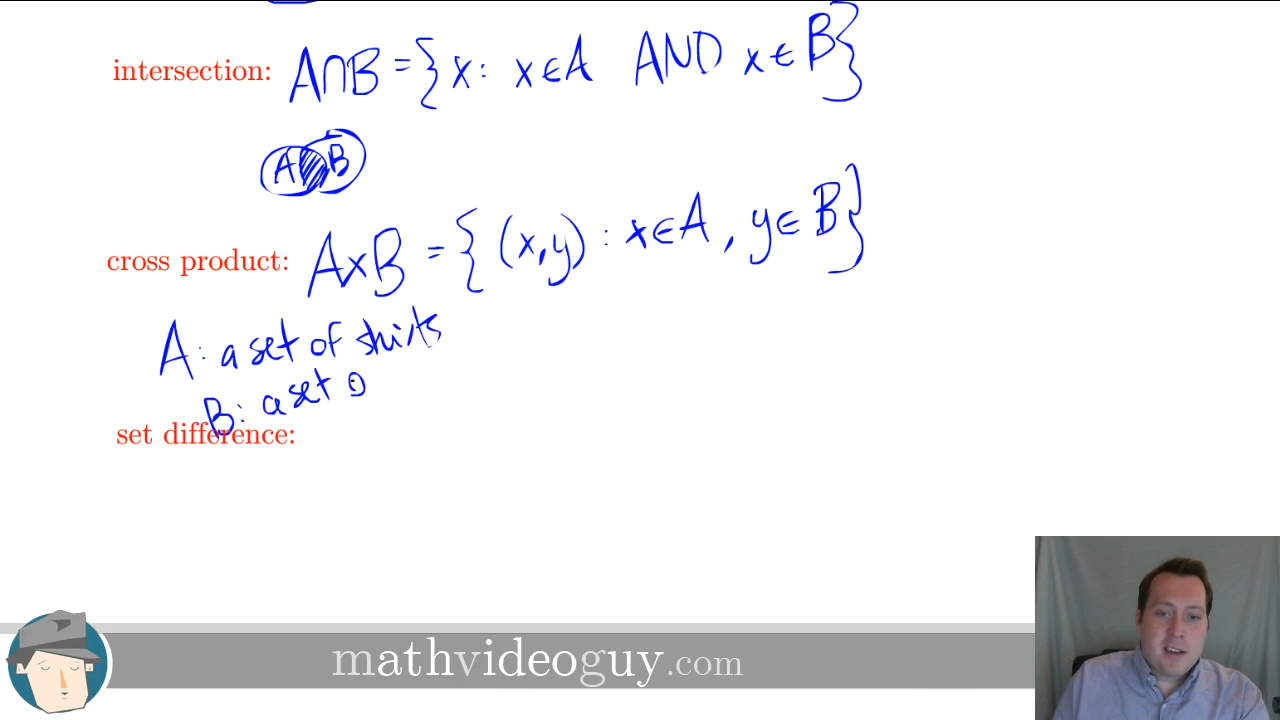 intersection: A∩B = {x: x∈A AND x∈B}
A B
cross product: A×B = {(x,y) : x∈A, y∈B}
A: a set of shirts
B: a set o
set difference:
mathvideoguy.com